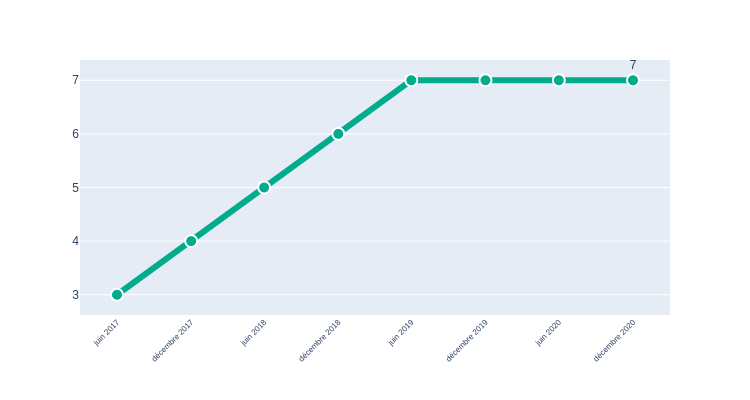 7
7
6
5
4
3
juin 2017
décembre 2017
juin 2018
décembre 2018
juin 2019
décembre 2019
juin 2020
décembre 2020